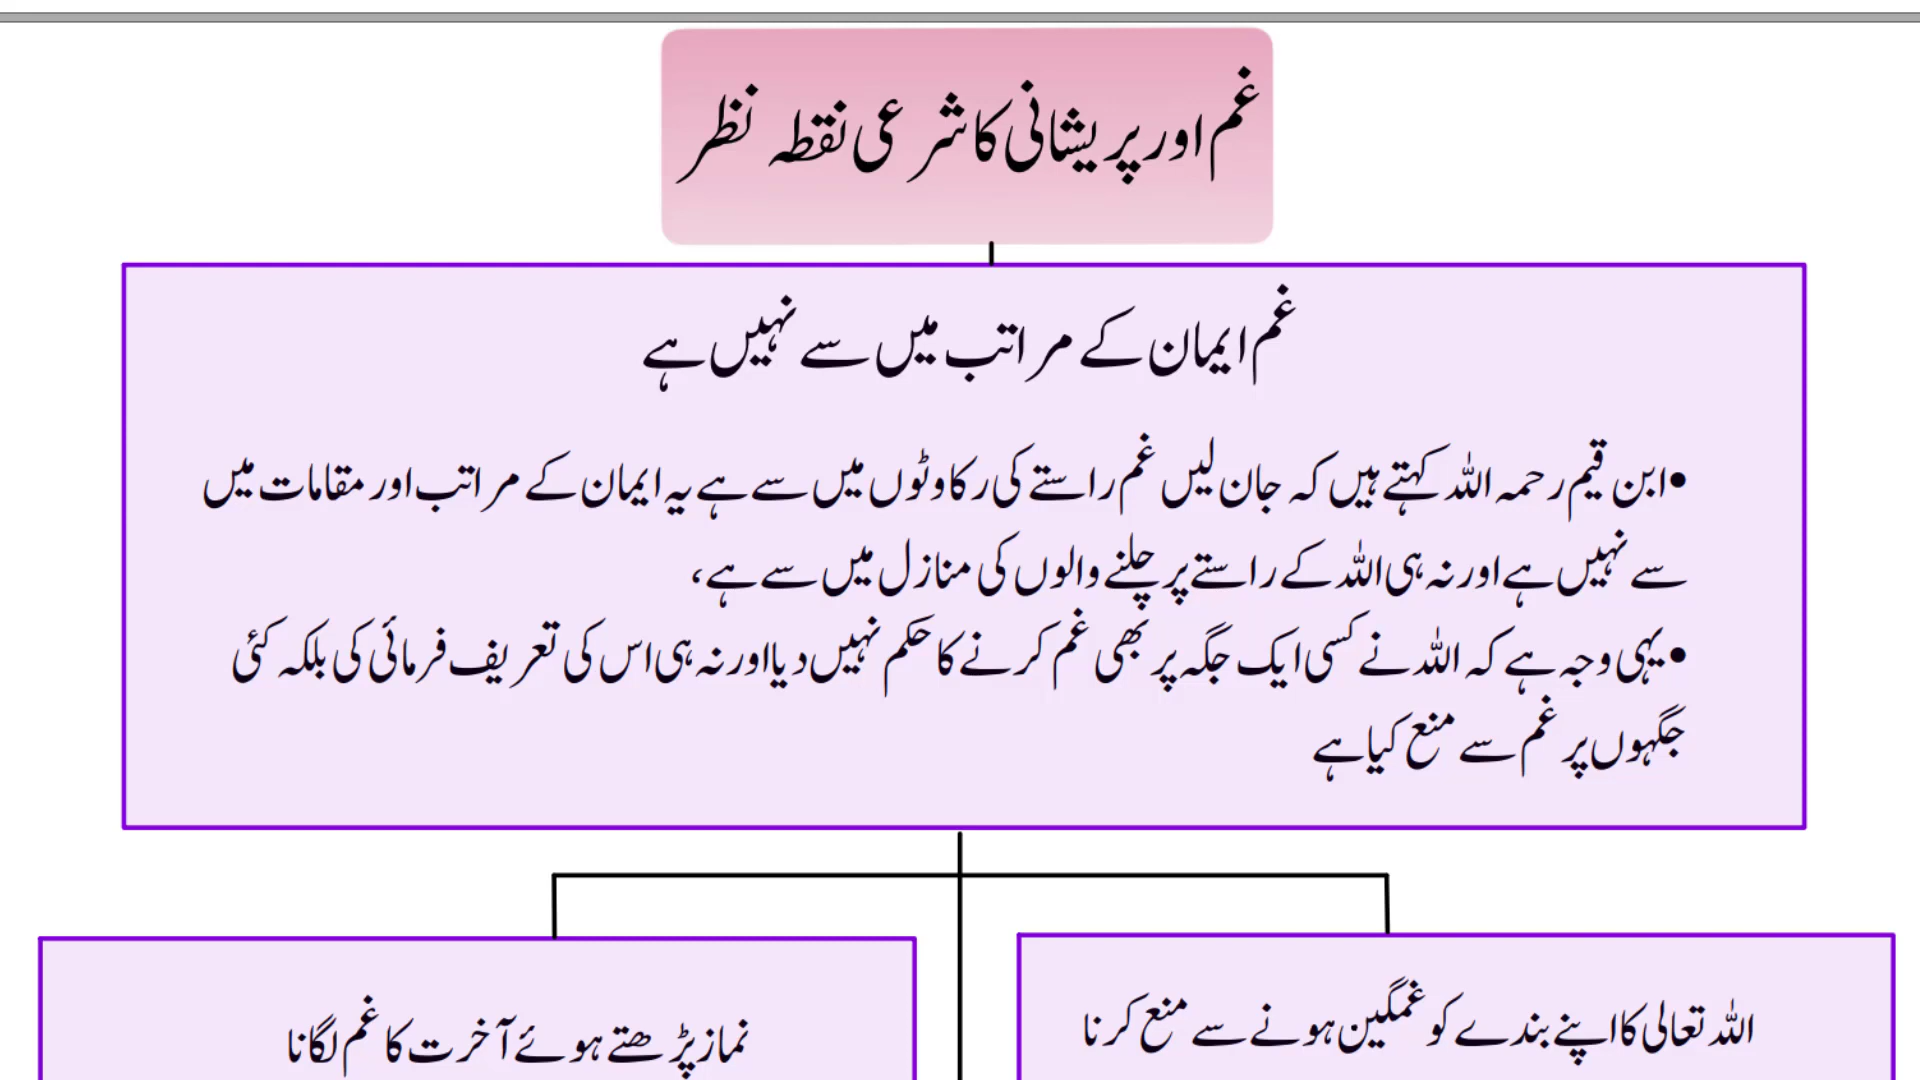 غم اور پریشانی کا شرعی نقطہ نظر
غم ایمان کے مراتب میں سے نہیں ہے
•ابن قیم رحمہ اللہ کہتے ہیں کہ جان لیں غم راستے کی رکاوٹوں میں سے ہے یہ ایمان کے مراتب اور مقامات میں
سے نہیں ہے اور نہ ہی اللہ کے راستے پر چلنے والوں کی منازل میں سے ہے،
•یہی وجہ ہے کہ اللہ نے کسی ایک جگہ پر بھی غم کرنے کا حکم نہیں دیا اور نہ ہی اس کی تعریف فرمائی کی بلکہ کئی
جگہوں پر غم سے منع کیا ہے
اللہ تعالی کا اپنے بندے کو غمگین ہونے سے منع کرنا
نماز پڑھتے ہوئے آخرت کا غم لگانا